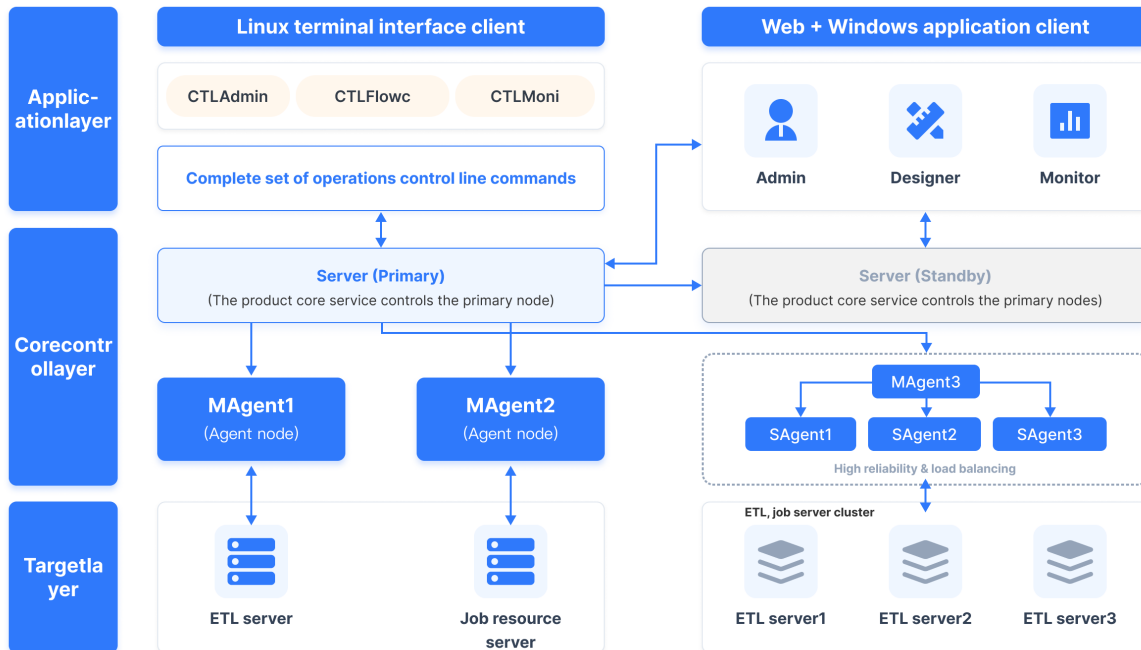 Linux terminal interface client
Web + Windows application client
Applic-
ationlayer
CTLAdmin
CTLFlowc
CTLMoni
Complete set of operations control line commands
Admin
Designer
Monitor
Corecontr
ollayer
Server (Primary)
(The product core service controls the primary node)
Server (Standby)
(The product core service controls the primary nodes)
MAgent1
(Agent node)
MAgent2
(Agent node)
MAgent3
SAgent1
SAgent2
SAgent3
High reliability & load balancing
Targetla
yer
ETL server
Job resource
server
ETL, job server cluster
ETL server1
ETL server2
ETL server3